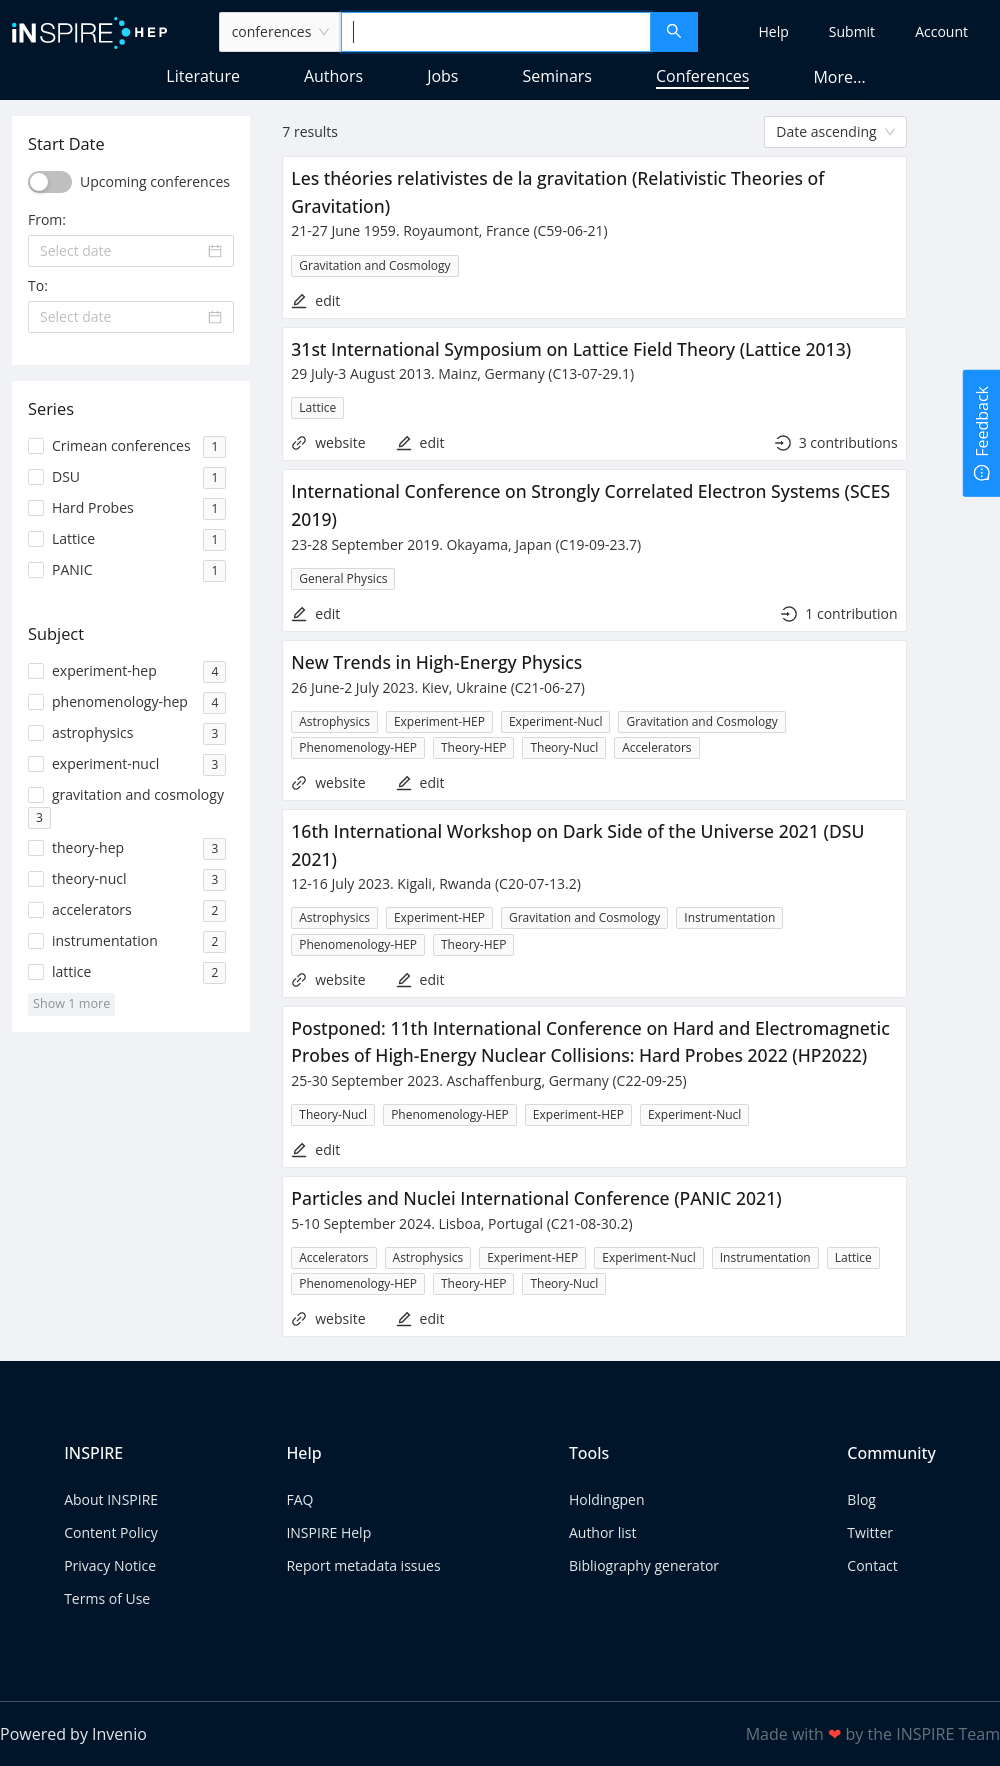 iNSPIRE HEP
conferences
Help
Submit
Account
Literature
Authors
Jobs
Seminars
Conferences
More...
Start Date
Upcoming conferences
From:
Select date
To:
Select date
Series
Crimean conferences 1
DSU 1
Hard Probes 1
Lattice 1
PANIC 1
Subject
experiment-hep 4
phenomenology-hep 4
astrophysics 3
experiment-nucl 3
gravitation and cosmology
3
theory-hep 3
theory-nucl 3
accelerators 2
instrumentation 2
lattice 2
Show 1 more
7 results
Date ascending
Les théories relativistes de la gravitation (Relativistic Theories of
Gravitation)
21-27 June 1959. Royaumont, France (C59-06-21)
Gravitation and Cosmology
edit
31st International Symposium on Lattice Field Theory (Lattice 2013)
29 July-3 August 2013. Mainz, Germany (C13-07-29.1)
Lattice
website edit 3 contributions
International Conference on Strongly Correlated Electron Systems (SCES
2019)
23-28 September 2019. Okayama, Japan (C19-09-23.7)
General Physics
edit 1 contribution
New Trends in High-Energy Physics
26 June-2 July 2023. Kiev, Ukraine (C21-06-27)
Astrophysics Experiment-HEP Experiment-Nucl Gravitation and Cosmology
Phenomenology-HEP Theory-HEP Theory-Nucl Accelerators
website edit
16th International Workshop on Dark Side of the Universe 2021 (DSU
2021)
12-16 July 2023. Kigali, Rwanda (C20-07-13.2)
Astrophysics Experiment-HEP Gravitation and Cosmology Instrumentation
Phenomenology-HEP Theory-HEP
website edit
Postponed: 11th International Conference on Hard and Electromagnetic
Probes of High-Energy Nuclear Collisions: Hard Probes 2022 (HP2022)
25-30 September 2023. Aschaffenburg, Germany (C22-09-25)
Theory-Nucl Phenomenology-HEP Experiment-HEP Experiment-Nucl
edit
Particles and Nuclei International Conference (PANIC 2021)
5-10 September 2024. Lisboa, Portugal (C21-08-30.2)
Accelerators Astrophysics Experiment-HEP Experiment-Nucl Instrumentation Lattice
Phenomenology-HEP Theory-HEP Theory-Nucl
website edit
Feedback
INSPIRE
About INSPIRE
Content Policy
Privacy Notice
Terms of Use
Help
FAQ
INSPIRE Help
Report metadata issues
Tools
Holdingpen
Author list
Bibliography generator
Community
Blog
Twitter
Contact
Powered by Invenio
Made with ❤ by the INSPIRE Team